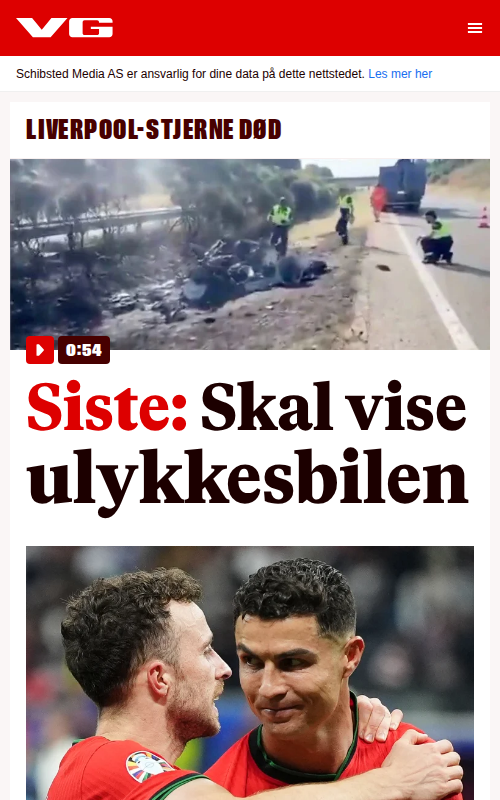 VG
Schibsted Media AS er ansvarlig for dine data på dette nettstedet. Les mer her
LIVERPOOL-STJERNE DØD
0:54
Siste: Skal vise
ulykkesbilen